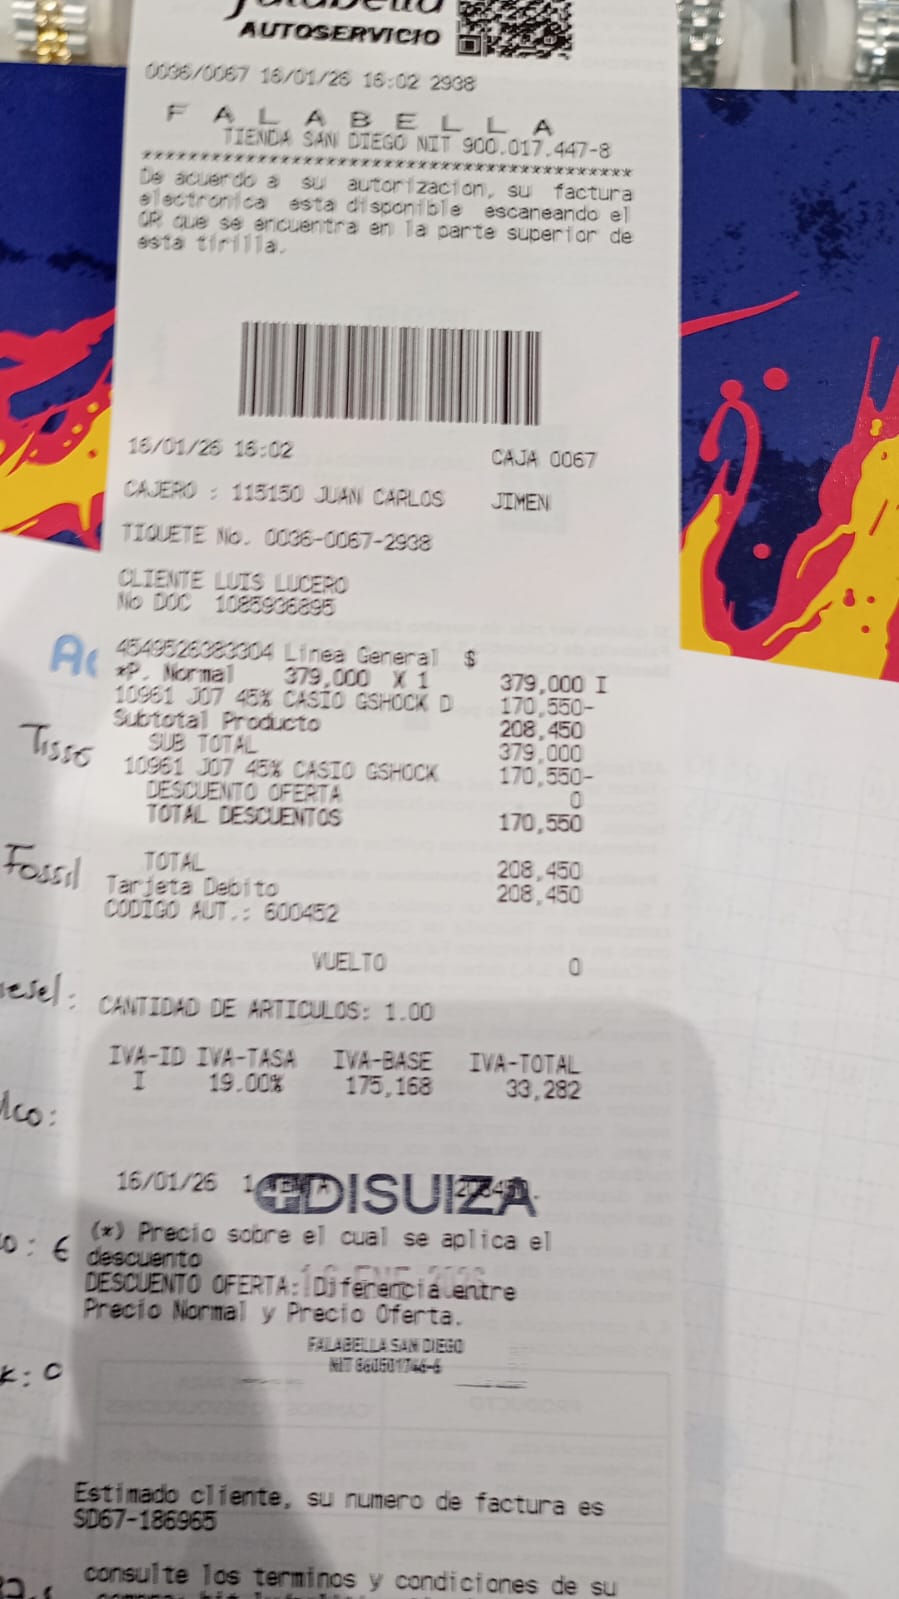 falabella
AUTOSERVICIO
0036/0067 16/01/26 16:02 2938
F A L A B E L L A
TIENDA SAN DIEGO NIT 900.017.447-8
******************************************
De acuerdo a su autorizacion, su factura
electronica esta disponible escaneando el
QR que se encuentra en la parte superior de
esta tirilla.
16/01/26 16:02 CAJA 0067
CAJERO : 115150 JUAN CARLOS JIMEN
TIQUETE No. 0036-0067-2938
CLIENTE LUIS LUCERO
No DOC 1085936895
4549526383304 Linea General $
*P. Normal 379,000 X 1 379,000 I
10961 J07 45% CASIO GSHOCK D 170,550-
Subtotal Producto 208,450
SUB TOTAL 379,000
10961 J07 45% CASIO GSHOCK 170,550-
DESCUENTO OFERTA 0
TOTAL DESCUENTOS 170,550
TOTAL 208,450
Tarjeta Debito 208,450
CODIGO AUT.: 600452
VUELTO 0
CANTIDAD DE ARTICULOS: 1.00
IVA-ID IVA-TASA IVA-BASE IVA-TOTAL
I 19.00% 175,168 33,282
16/01/26 1 VENTA
DISUIZA
(*) Precio sobre el cual se aplica el
descuento
DESCUENTO OFERTA: Diferencia entre
Precio Normal y Precio Oferta.
FALABELLA SAN DIEGO
NIT 860501746-6
Estimado cliente, su numero de factura es
SD67-186965
consulte los terminos y condiciones de su
Tisso
Fossil
iesel:
lco: